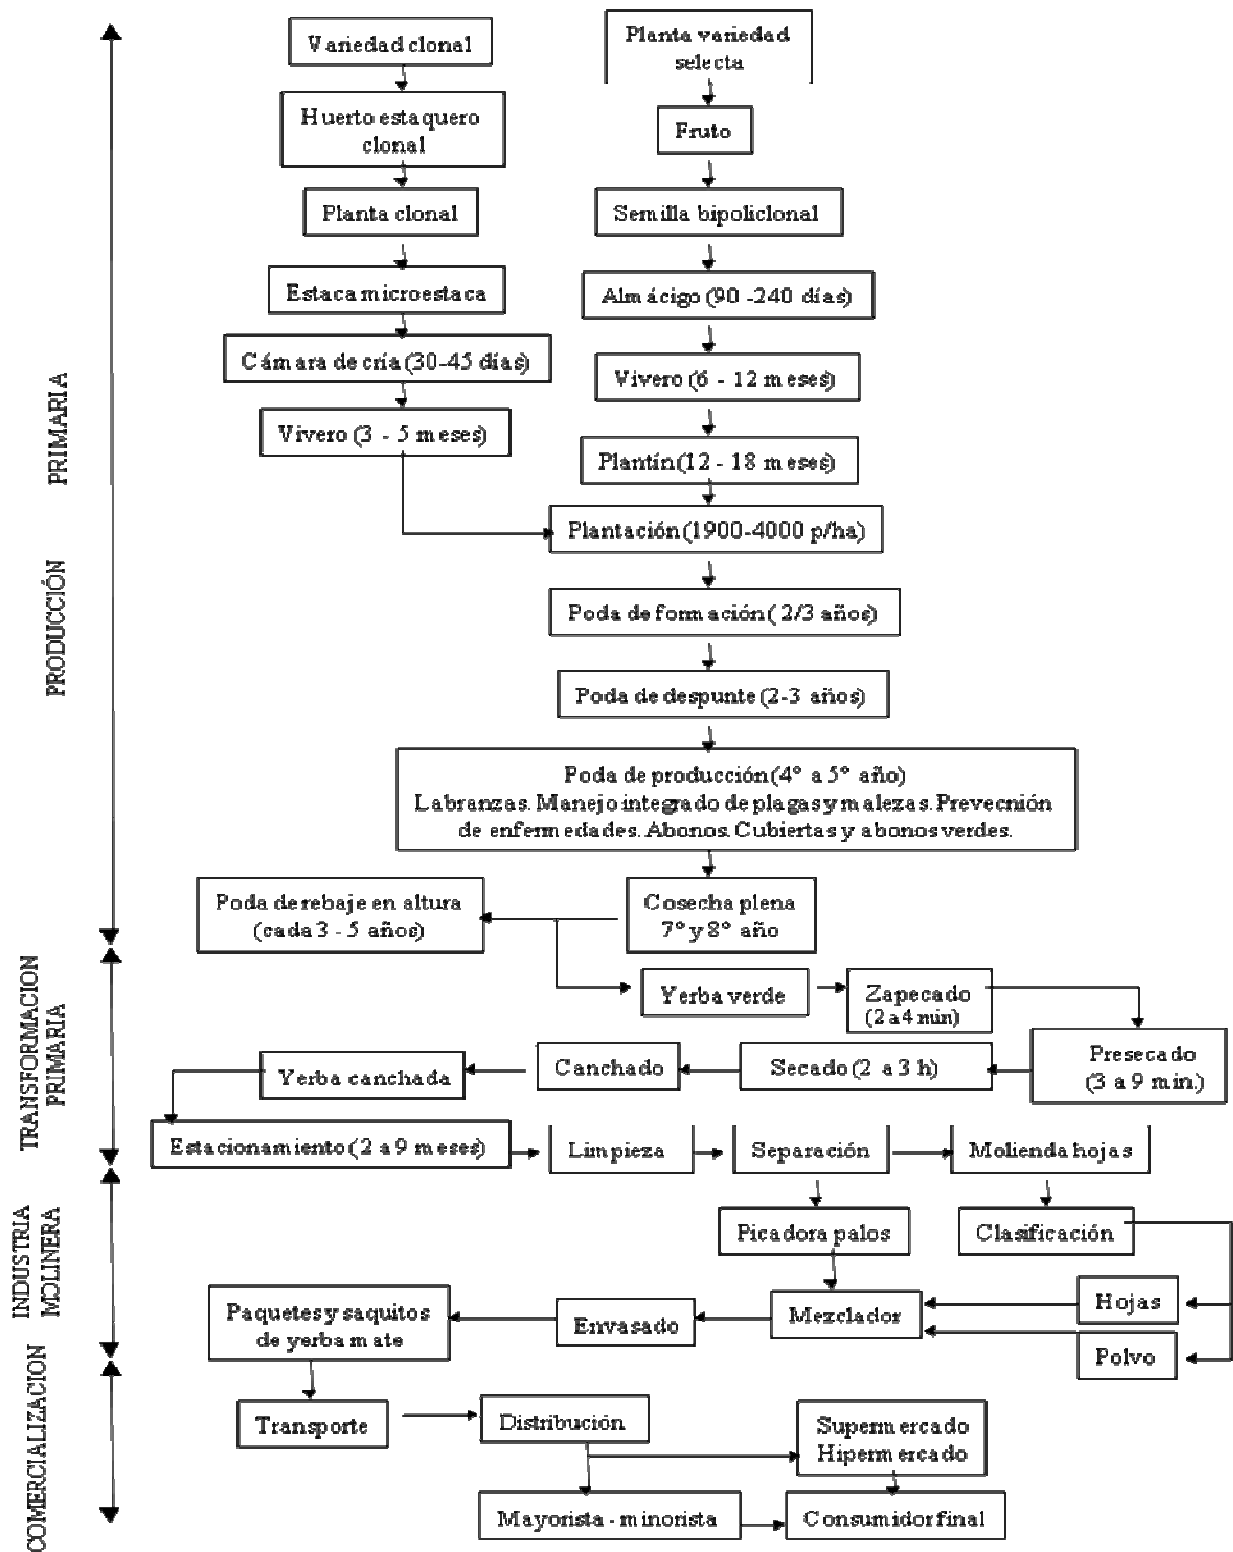 Variedad clonal
Planta variedad
selecta
Huerto estaquero
clonal
Fruto
Planta clonal
Semilla bipoliclonal
Estaca microestaca
Almácigo (90 -240 días)
Cámara de cría (30-45 días)
Vivero (6 - 12 meses)
Vivero (3 - 5 meses)
Plantín (12 - 18 meses)
Plantación (1900-4000 p/ha)
Poda de formación ( 2/3 años)
Poda de despunte (2-3 años)
Poda de producción (4° a 5° año)
Labranzas. Manejo integrado de plagas y malezas. Prevecnión
de enfermedades. Abonos. Cubiertas y abonos verdes.
Poda de rebaje en altura
(cada 3 - 5 años)
Cosecha plena
7° y 8° año
PRODUCCIÓN PRIMARIA
Yerba verde
Zapecado
(2 a 4 min)
Presecado
(3 a 9 min.)
Secado (2 a 3 h)
Canchado
Yerba canchada
Estacionamiento (2 a 9 meses)
Limpieza
Separación
Molienda hojas
TRANSFORMACION
PRIMARIA
Picadora palos
Clasificación
Hojas
Polvo
Mezclador
Envasado
Paquetes y saquitos
de yerba mate
INDUSTRIA
MOLINERA
Transporte
Distribución
Supermercado
Hipermercado
Mayorista - minorista
Consumidor final
COMERCIALIZACION